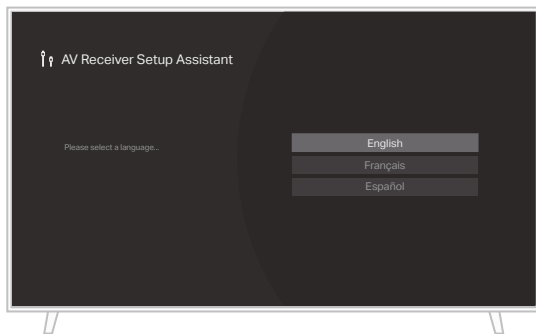 AV Receiver Setup Assistant
Please select a language...
English
Français
Español